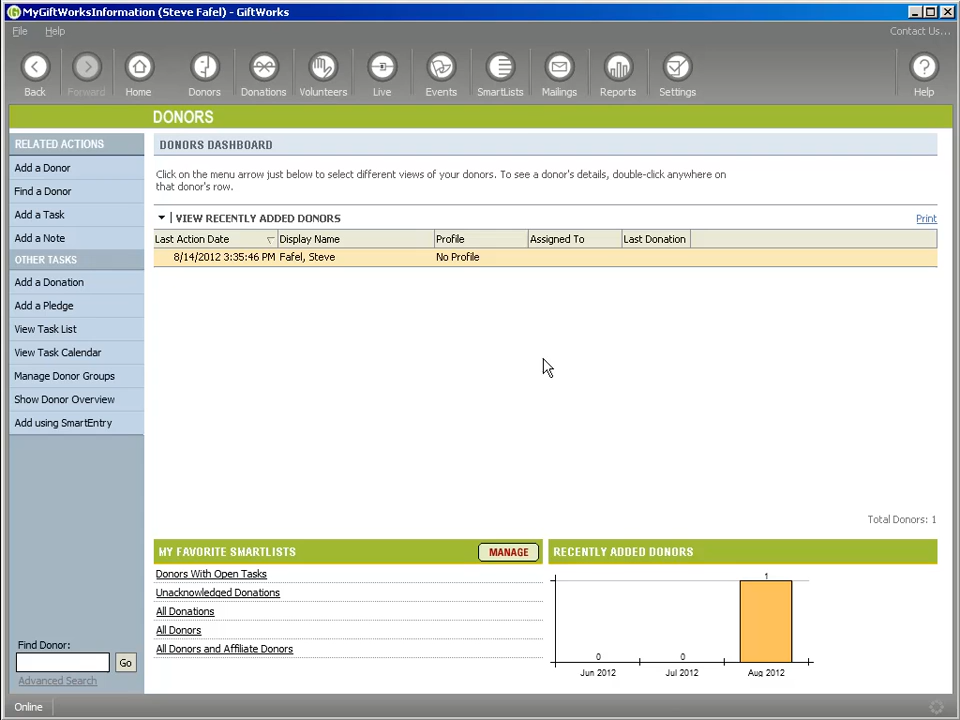 MyGiftWorksInformation (Steve Fafel) - GiftWorks
File Help Contact Us...
Back Forward Home Donors Donations Volunteers Live Events SmartLists Mailings Reports Settings Help
DONORS
RELATED ACTIONS
Add a Donor
Find a Donor
Add a Task
Add a Note
OTHER TASKS
Add a Donation
Add a Pledge
View Task List
View Task Calendar
Manage Donor Groups
Show Donor Overview
Add using SmartEntry
Find Donor:
Go
Advanced Search
DONORS DASHBOARD
Click on the menu arrow just below to select different views of your donors. To see a donor's details, double-click anywhere on
that donor's row.
VIEW RECENTLY ADDED DONORS Print
Last Action Date Display Name Profile Assigned To Last Donation
8/14/2012 3:35:46 PM Fafel, Steve No Profile
Total Donors: 1
MY FAVORITE SMARTLISTS MANAGE
Donors With Open Tasks
Unacknowledged Donations
All Donations
All Donors
All Donors and Affiliate Donors
RECENTLY ADDED DONORS
1
0 0
Jun 2012 Jul 2012 Aug 2012
Online